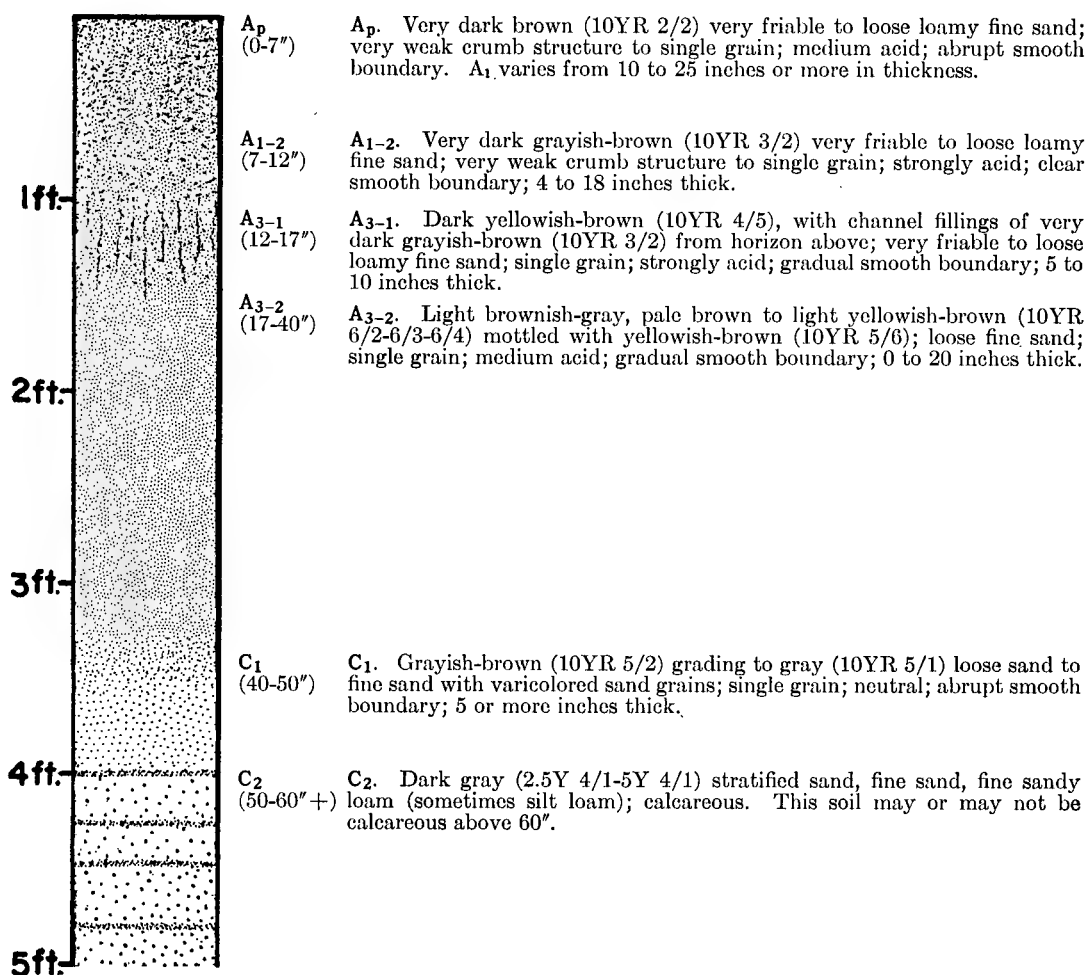 Ap
(0-7″)
Ap. Very dark brown (10YR 2/2) very friable to loose loamy fine sand;
very weak crumb structure to single grain; medium acid; abrupt smooth
boundary. A1 varies from 10 to 25 inches or more in thickness.
A1-2
(7-12″)
A1-2. Very dark grayish-brown (10YR 3/2) very friable to loose loamy
fine sand; very weak crumb structure to single grain; strongly acid; clear
smooth boundary; 4 to 18 inches thick.
1ft.
A3-1
(12-17″)
A3-1. Dark yellowish-brown (10YR 4/5), with channel fillings of very
dark grayish-brown (10YR 3/2) from horizon above; very friable to loose
loamy fine sand; single grain; strongly acid; gradual smooth boundary; 5 to
10 inches thick.
A3-2
(17-40″)
A3-2. Light brownish-gray, pale brown to light yellowish-brown (10YR
6/2-6/3-6/4) mottled with yellowish-brown (10YR 5/6); loose fine sand;
single grain; medium acid; gradual smooth boundary; 0 to 20 inches thick.
2ft.
3ft.
C1
(40-50″)
C1. Grayish-brown (10YR 5/2) grading to gray (10YR 5/1) loose sand to
fine sand with varicolored sand grains; single grain; neutral; abrupt smooth
boundary; 5 or more inches thick.
4ft.
C2
(50-60″+)
C2. Dark gray (2.5Y 4/1-5Y 4/1) stratified sand, fine sand, fine sandy
loam (sometimes silt loam); calcareous. This soil may or may not be
calcareous above 60″.
5ft.